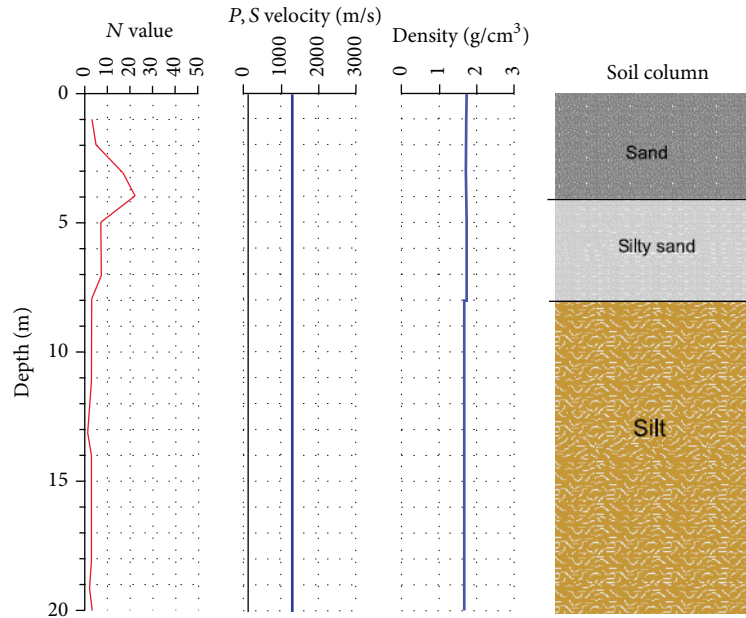 N value
0 10 20 30 40 50
P, S velocity (m/s)
0 1000 2000 3000
Density (g/cm³)
0 1 2 3
Soil column
Depth (m)
0
5
10
15
20
Sand
Silty sand
Silt